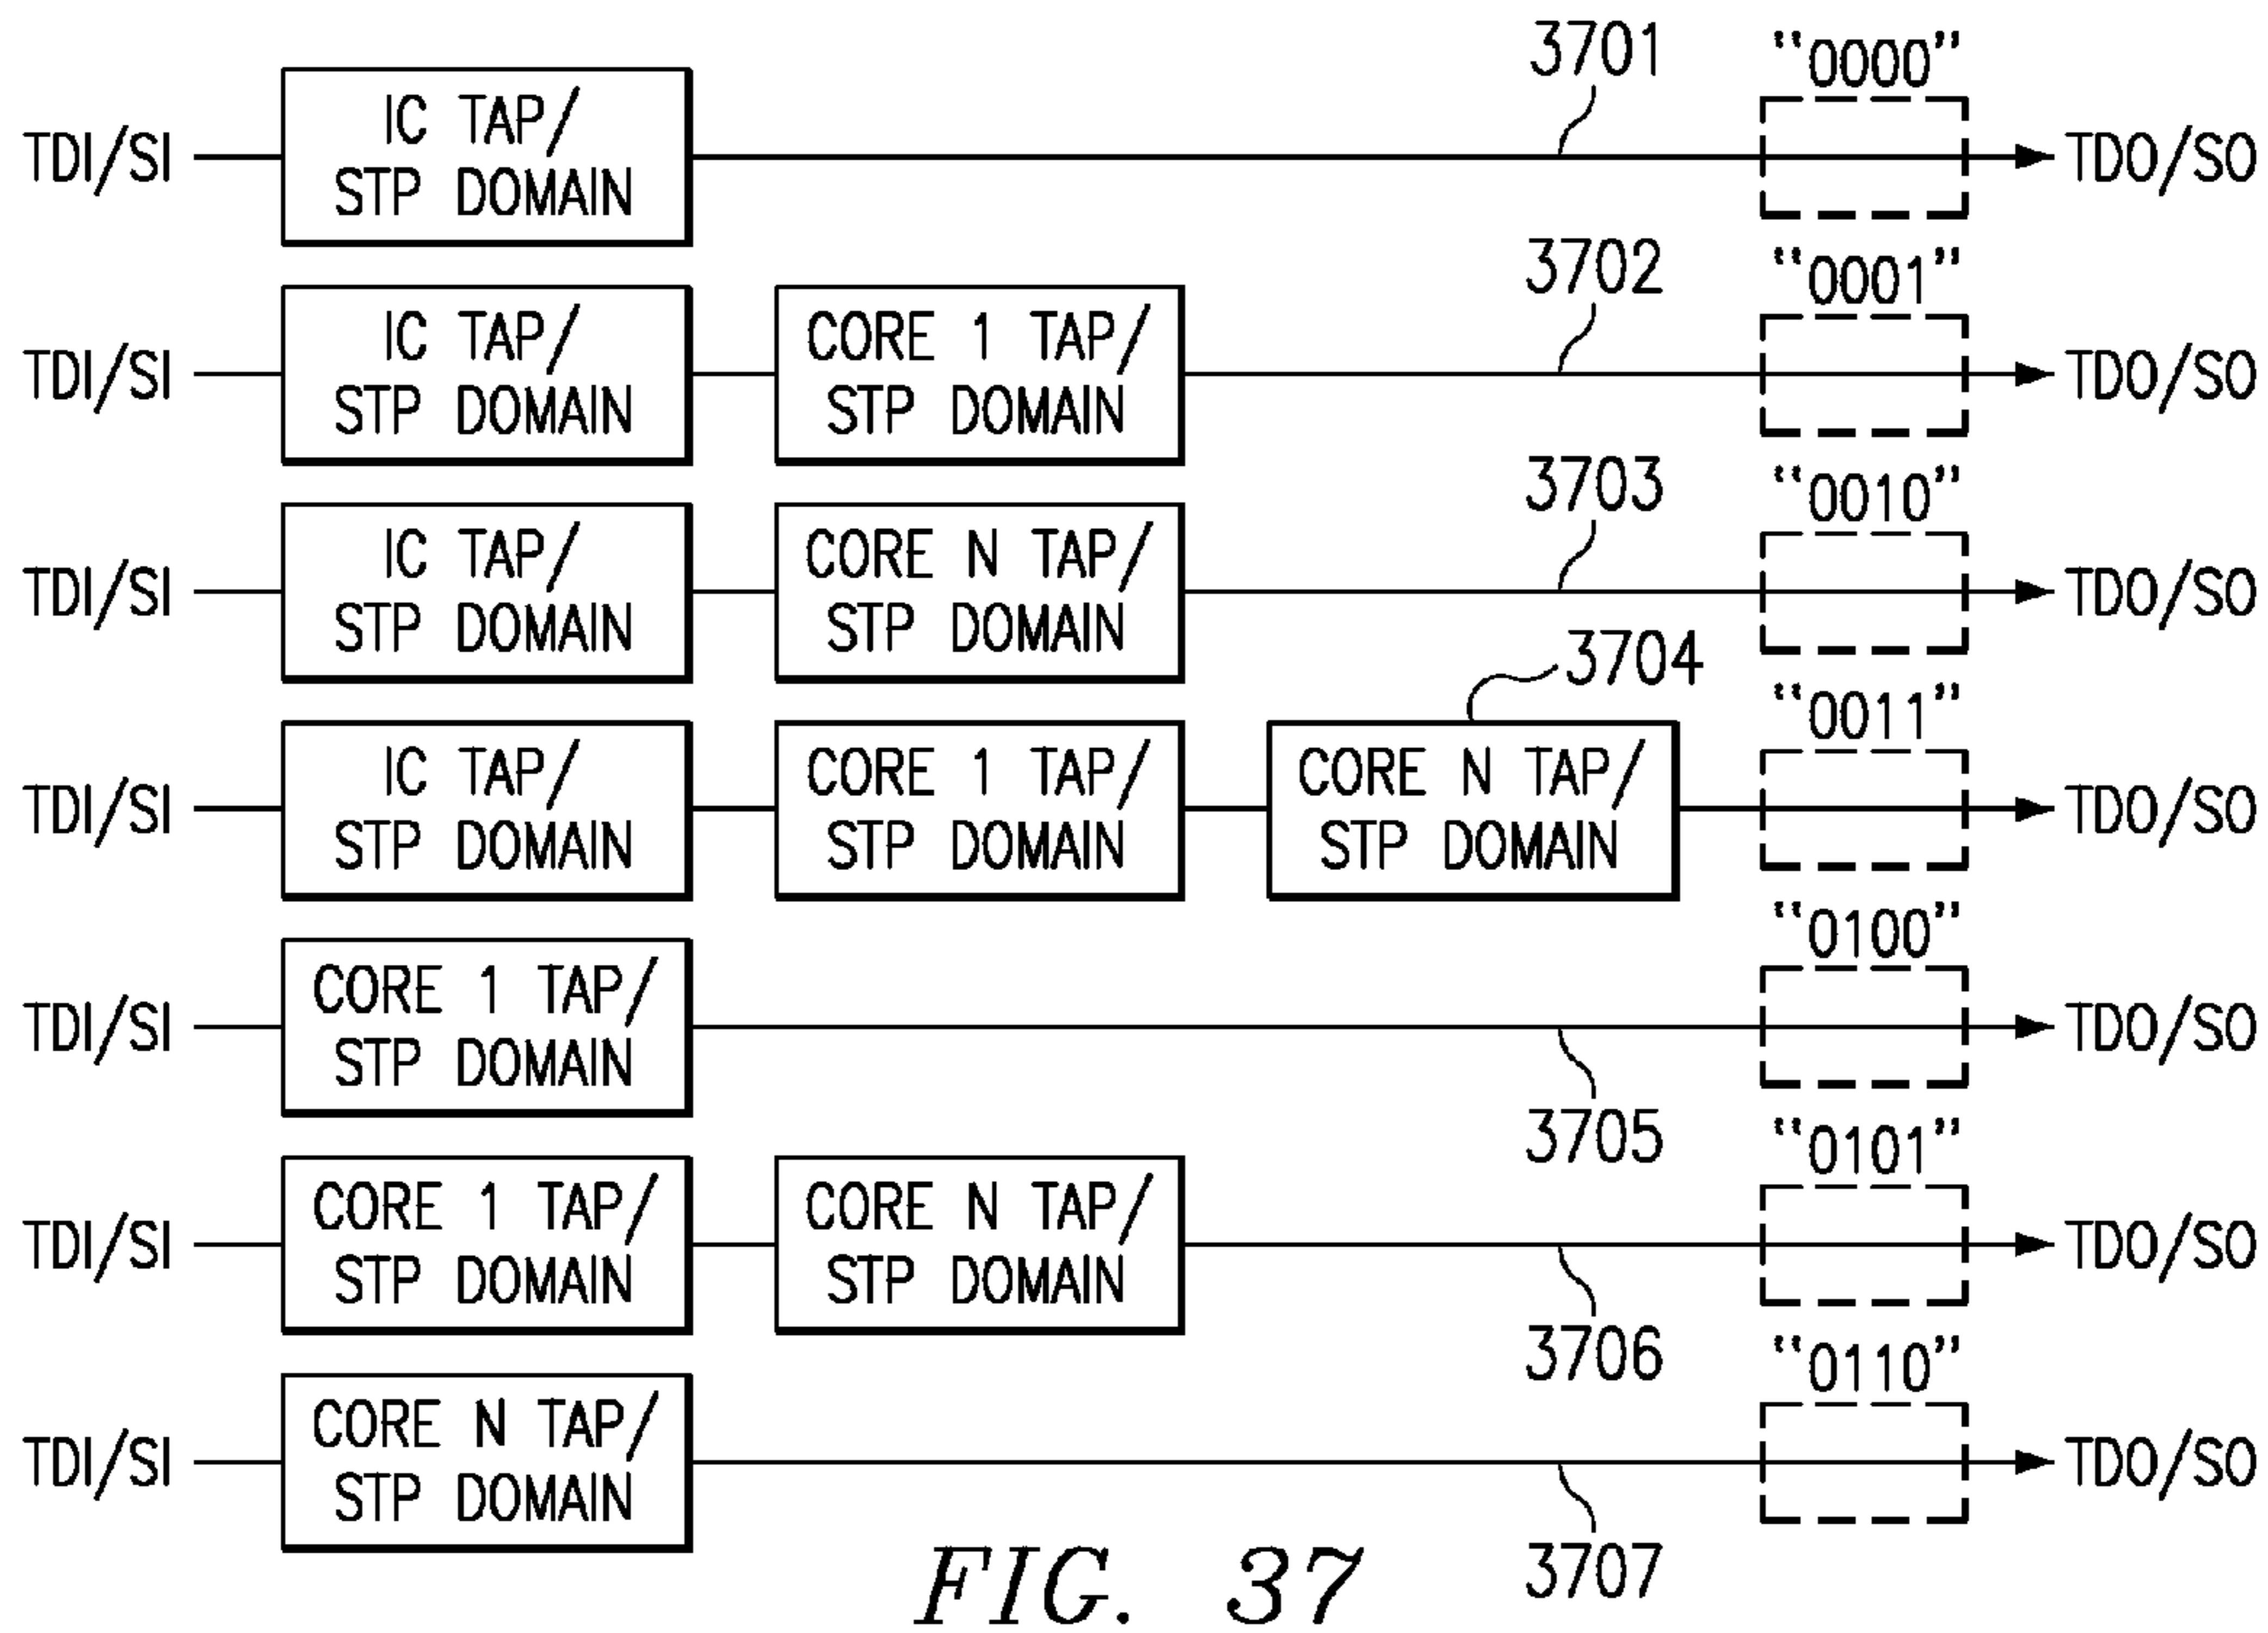 3701
"0000"
TDI/SI
IC TAP/
STP DOMAIN
TDO/SO
3702
"0001"
TDI/SI
IC TAP/
STP DOMAIN
CORE 1 TAP/
STP DOMAIN
TDO/SO
3703
"0010"
TDI/SI
IC TAP/
STP DOMAIN
CORE N TAP/
STP DOMAIN
TDO/SO
3704
"0011"
TDI/SI
IC TAP/
STP DOMAIN
CORE 1 TAP/
STP DOMAIN
CORE N TAP/
STP DOMAIN
TDO/SO
"0100"
TDI/SI
CORE 1 TAP/
STP DOMAIN
TDO/SO
3705
"0101"
TDI/SI
CORE 1 TAP/
STP DOMAIN
CORE N TAP/
STP DOMAIN
TDO/SO
3706
"0110"
TDI/SI
CORE N TAP/
STP DOMAIN
TDO/SO
3707
FIG. 37